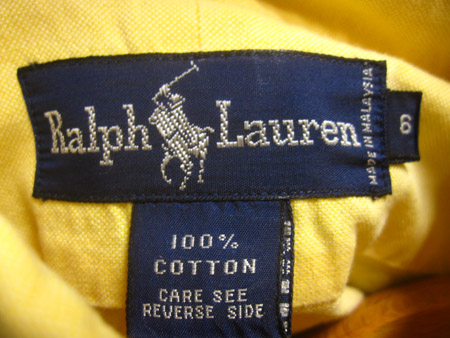 Ralph Lauren
MADE IN MALAYSIA
6
100%
COTTON
CARE SEE
REVERSE SIDE